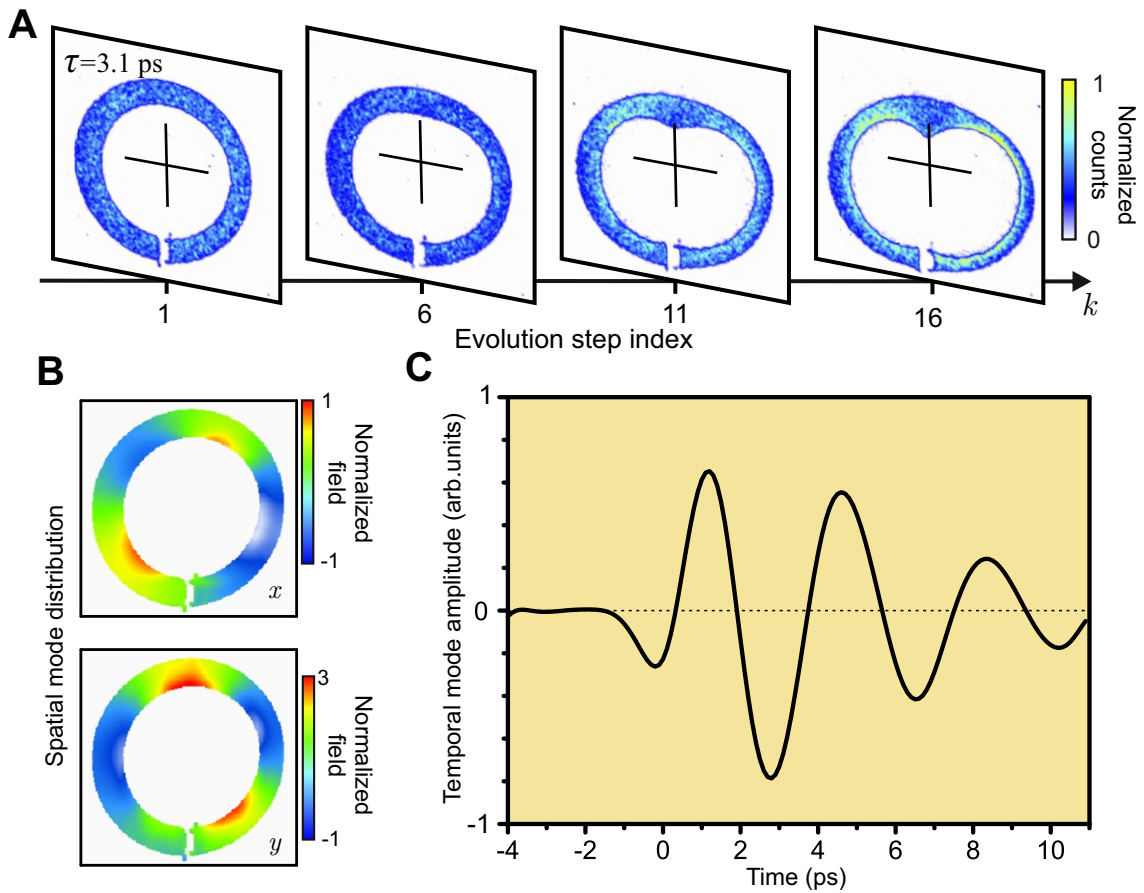 A
τ=3.1 ps
1
Normalized
counts
0
1
6
11
16
k
Evolution step index
B
Spatial mode distribution
1
Normalized
field
-1
x
3
Normalized
field
-1
y
C
Temporal mode amplitude (arb.units)
1
0
-1
-4
-2
0
2
4
6
8
10
Time (ps)